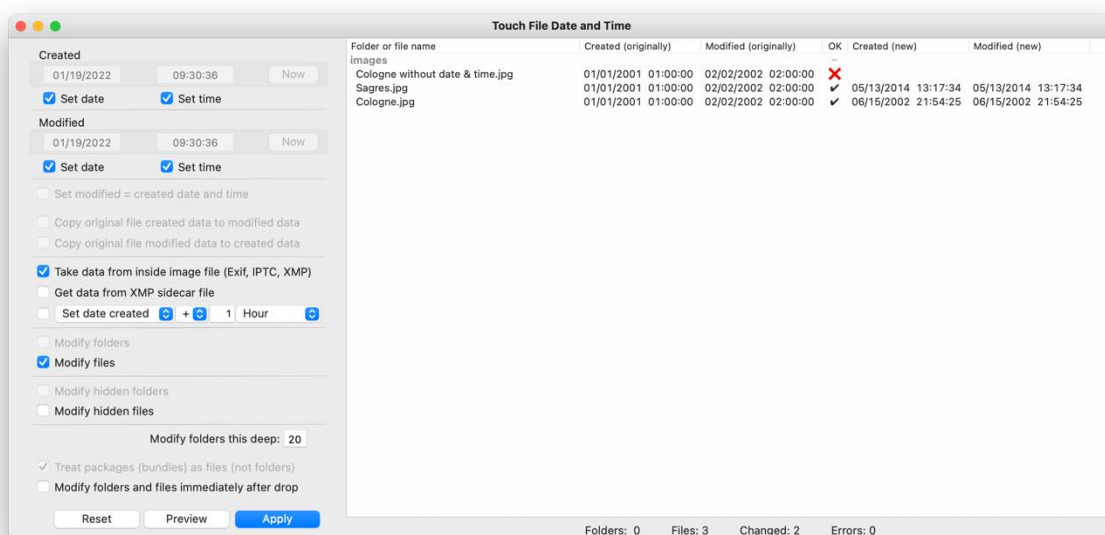 Touch File Date and Time
Created
01/19/2022 09:30:36 Now
Set date Set time
Modified
01/19/2022 09:30:36 Now
Set date Set time
Set modified = created date and time
Copy original file created data to modified data
Copy original file modified data to created data
Take data from inside image file (Exif, IPTC, XMP)
Get data from XMP sidecar file
Set date created + 1 Hour
Modify folders
Modify files
Modify hidden folders
Modify hidden files
Modify folders this deep: 20
Treat packages (bundles) as files (not folders)
Modify folders and files immediately after drop
Reset Preview Apply
Folder or file name Created (originally) Modified (originally) OK Created (new) Modified (new)
images –
Cologne without date & time.jpg 01/01/2001 01:00:00 02/02/2002 02:00:00 ❌
Sagres.jpg 01/01/2001 01:00:00 02/02/2002 02:00:00 ✔ 05/13/2014 13:17:34 05/13/2014 13:17:34
Cologne.jpg 01/01/2001 01:00:00 02/02/2002 02:00:00 ✔ 06/15/2002 21:54:25 06/15/2002 21:54:25
Folders: 0 Files: 3 Changed: 2 Errors: 0